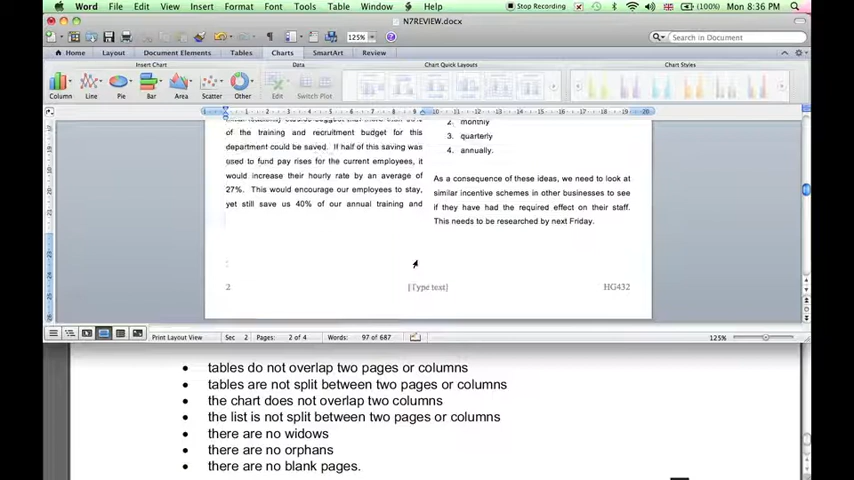 Word File Edit View Insert Format Font Tools Table Window Help Stop Recording (100%) Mon 8:36 PM
N7REVIEW.docx
125% Search in Document
Home Layout Document Elements Tables Charts SmartArt Review
Insert Chart Data Chart Quick Layouts Chart Styles
Column Line Pie Bar Area Scatter Other Edit Switch Plot
of the training and recruitment budget for this
department could be saved. If half of this saving was
used to fund pay rises for the current employees, it
would increase their hourly rate by an average of
27%. This would encourage our employees to stay,
yet still save us 40% of our annual training and
2. monthly
3. quarterly
4. annually.
As a consequence of these ideas, we need to look at
similar incentive schemes in other businesses to see
if they have had the required effect on their staff.
This needs to be researched by next Friday.
2 [Type text] HG432
Print Layout View Sec 2 Pages: 2 of 4 Words: 97 of 687 125%
• tables do not overlap two pages or columns
• tables are not split between two pages or columns
• the chart does not overlap two columns
• the list is not split between two pages or columns
• there are no widows
• there are no orphans
• there are no blank pages.